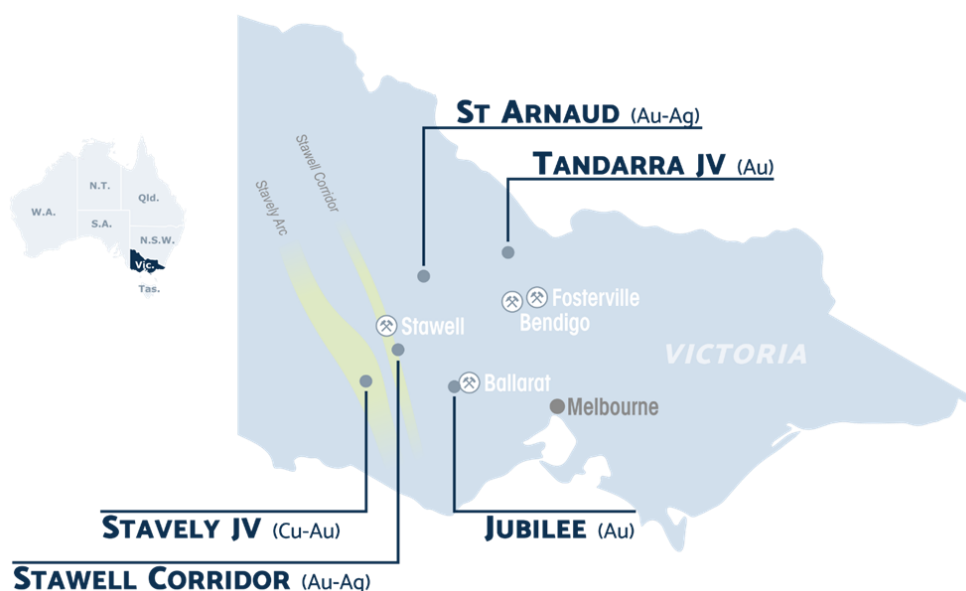 ST ARNAUD (Au-Ag)
TANDARRA JV (Au)
Stawell Corridor
Stavely Arc
N.T.
Qld.
W.A.
S.A.
N.S.W.
Vic.
Tas.
Fosterville
Bendigo
Stawell
VICTORIA
Ballarat
Melbourne
STAVELY JV (Cu-Au)
JUBILEE (Au)
STAWELL CORRIDOR (Au-Ag)